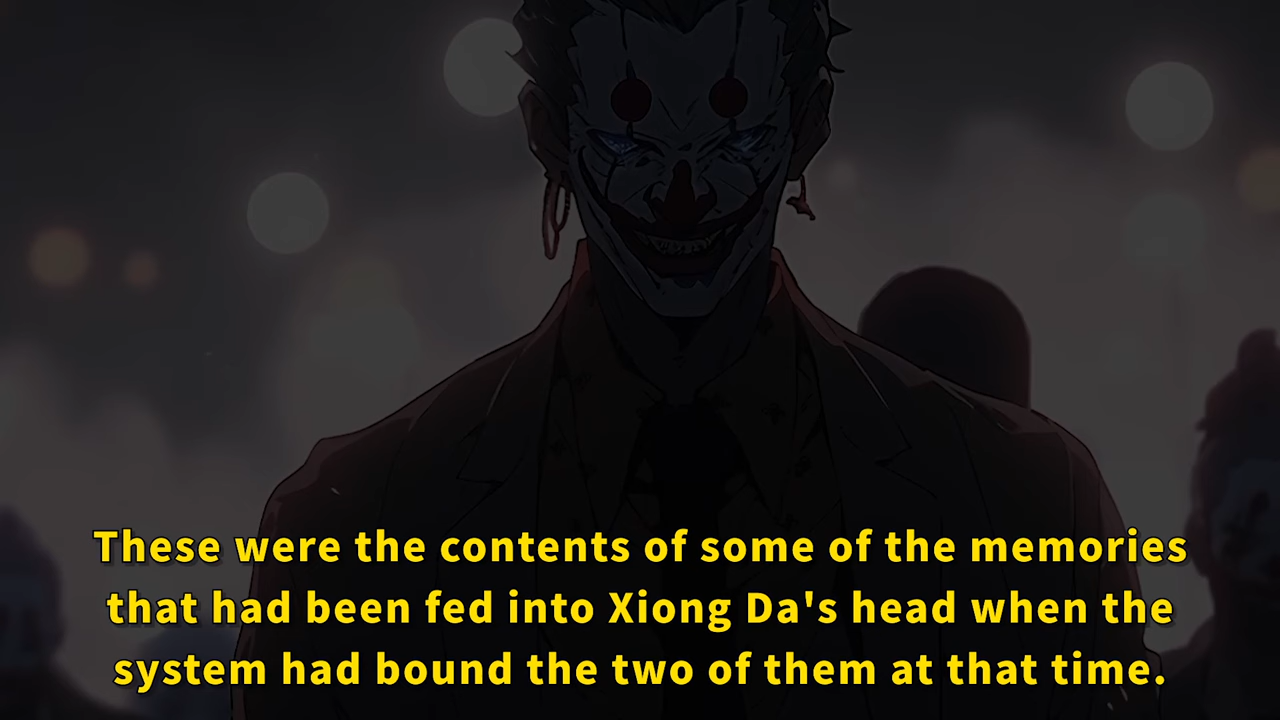 These were the contents of some of the memories
that had been fed into Xiong Da's head when the
system had bound the two of them at that time.